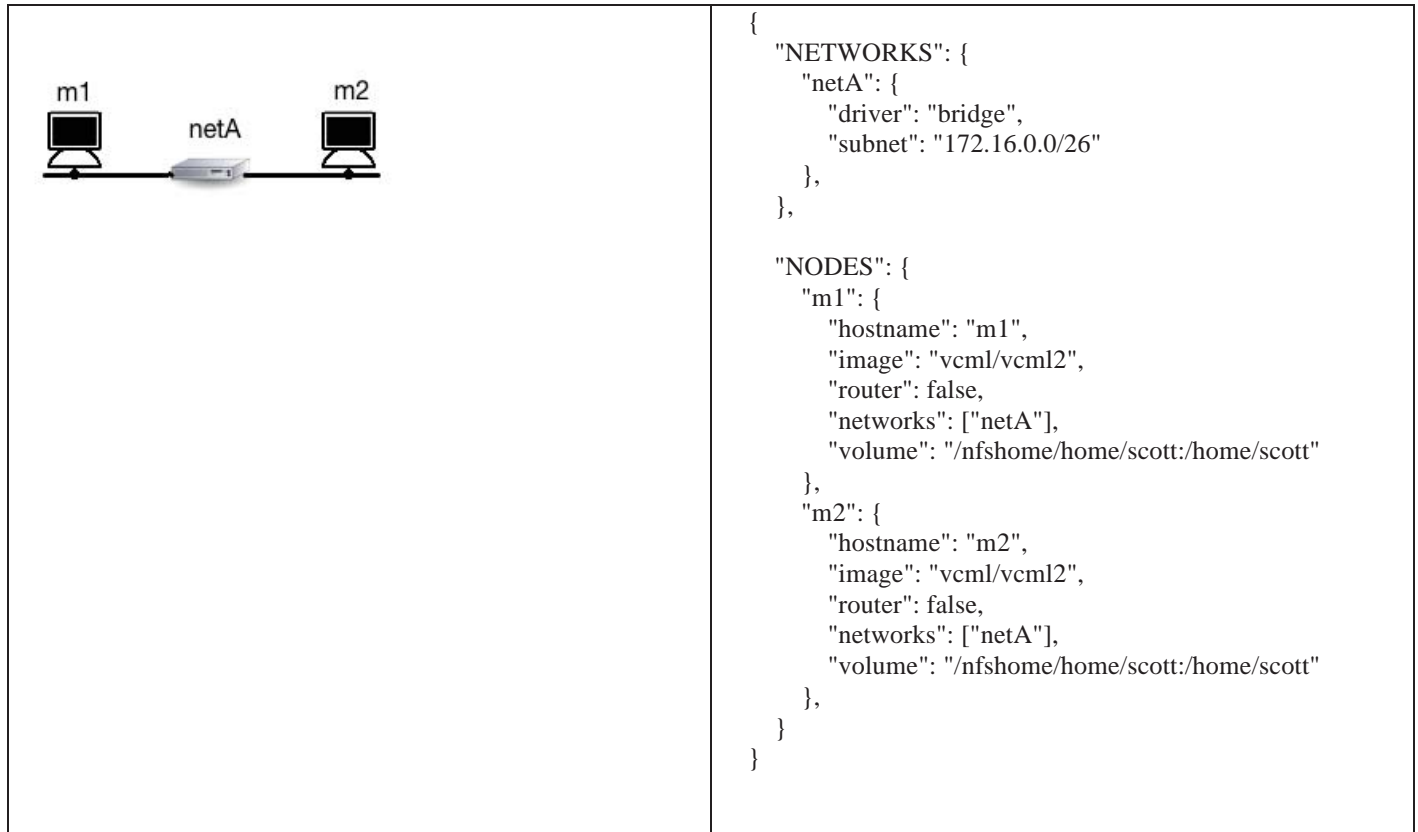 m1
netA
m2
{
"NETWORKS": {
"netA": {
"driver": "bridge",
"subnet": "172.16.0.0/26"
},
},
"NODES": {
"m1": {
"hostname": "m1",
"image": "vcml/vcml2",
"router": false,
"networks": ["netA"],
"volume": "/nfshome/home/scott:/home/scott"
},
"m2": {
"hostname": "m2",
"image": "vcml/vcml2",
"router": false,
"networks": ["netA"],
"volume": "/nfshome/home/scott:/home/scott"
},
}
}